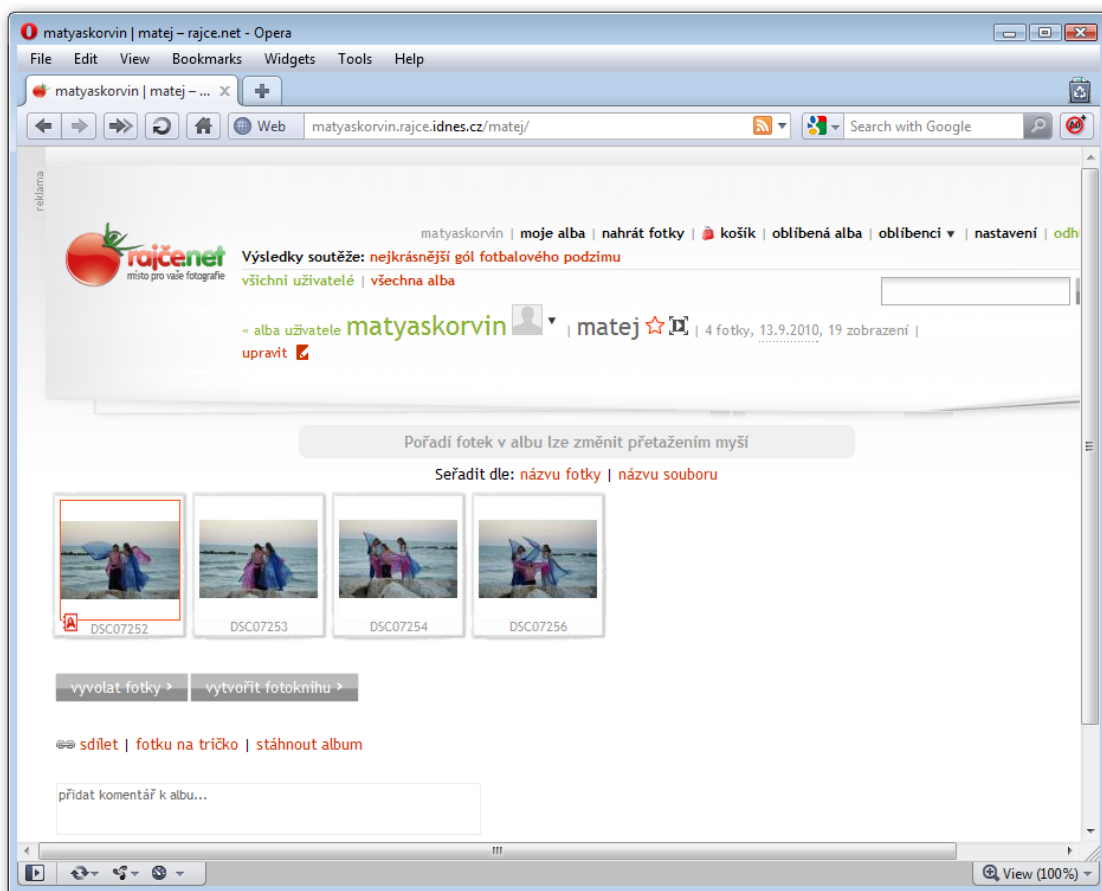 matyaskorvin | matej – rajce.net - Opera
File Edit View Bookmarks Widgets Tools Help
matyaskorvin | matej – ...
Web matyaskorvin.rajce.idnes.cz/matej/ Search with Google
reklama
matyaskorvin | moje alba | nahrát fotky | košík | oblíbená alba | oblíbenci ▾ | nastavení | odh
rajče.net
místo pro vaše fotografie
Výsledky soutěže: nejkrásnější gól fotbalového podzimu
všichni uživatelé | všechna alba
« alba uživatele matyaskorvin ▾ | matej | 4 fotky, 13.9.2010, 19 zobrazení |
upravit
Pořadí fotek v albu lze změnit přetažením myší
Seřadit dle: názvu fotky | názvu souboru
DSC07252 DSC07253 DSC07254 DSC07256
vyvolat fotky › vytvořit fotoknihu ›
sdílet | fotku na tričko | stáhnout album
přidat komentář k albu...
View (100%)